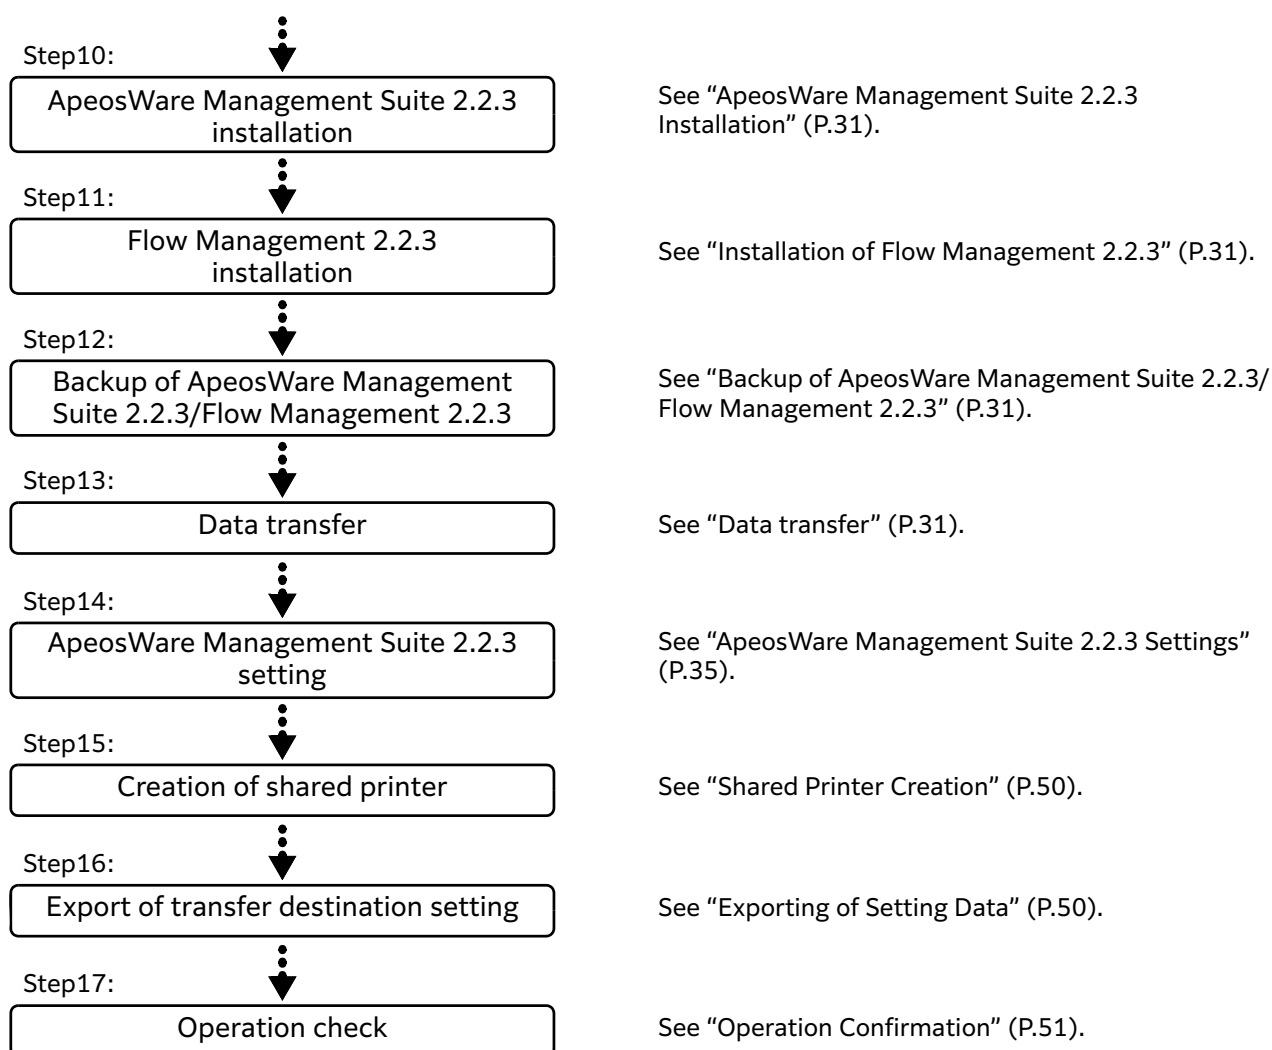 Step10:
ApeosWare Management Suite 2.2.3
installation
See “ApeosWare Management Suite 2.2.3
Installation” (P.31).
Step11:
Flow Management 2.2.3
installation
See “Installation of Flow Management 2.2.3” (P.31).
Step12:
Backup of ApeosWare Management
Suite 2.2.3/Flow Management 2.2.3
See “Backup of ApeosWare Management Suite 2.2.3/
Flow Management 2.2.3” (P.31).
Step13:
Data transfer
See “Data transfer” (P.31).
Step14:
ApeosWare Management Suite 2.2.3
setting
See “ApeosWare Management Suite 2.2.3 Settings”
(P.35).
Step15:
Creation of shared printer
See “Shared Printer Creation” (P.50).
Step16:
Export of transfer destination setting
See “Exporting of Setting Data” (P.50).
Step17:
Operation check
See “Operation Confirmation” (P.51).